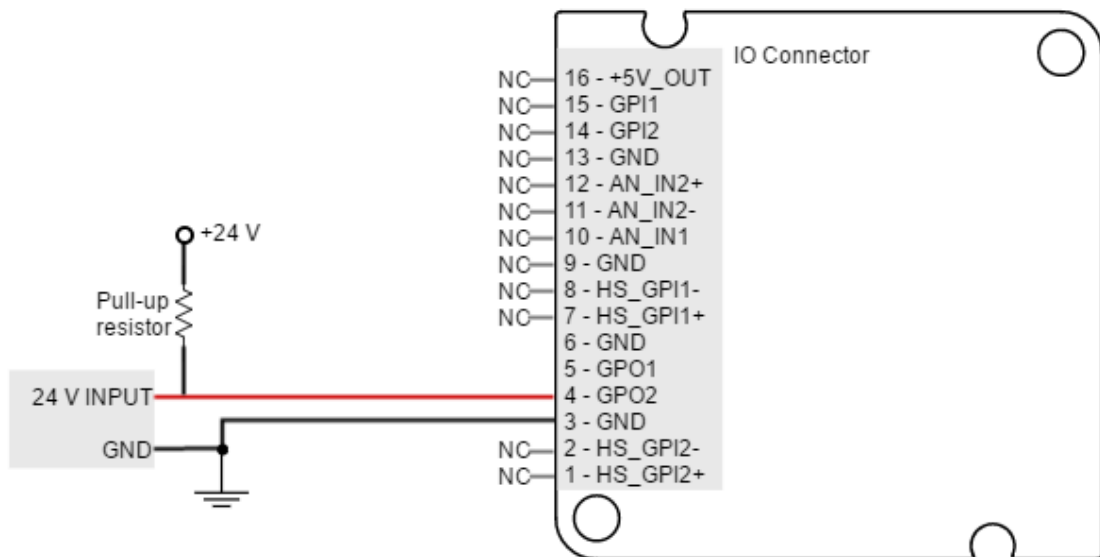 IO Connector
NC 16 - +5V_OUT
NC 15 - GPI1
NC 14 - GPI2
NC 13 - GND
NC 12 - AN_IN2+
NC 11 - AN_IN2-
NC 10 - AN_IN1
NC 9 - GND
NC 8 - HS_GPI1-
NC 7 - HS_GPI1+
6 - GND
5 - GPO1
4 - GPO2
3 - GND
NC 2 - HS_GPI2-
NC 1 - HS_GPI2+
+24 V
Pull-up
resistor
24 V INPUT
GND